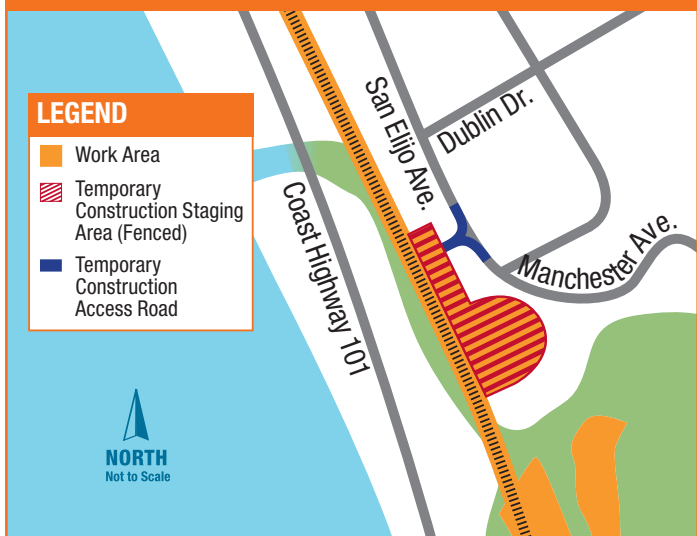 LEGEND
Work Area
Temporary
Construction Staging
Area (Fenced)
Temporary
Construction
Access Road
San Elijo Ave.
Dublin Dr.
Coast Highway 101
Manchester Ave.
NORTH
Not to Scale